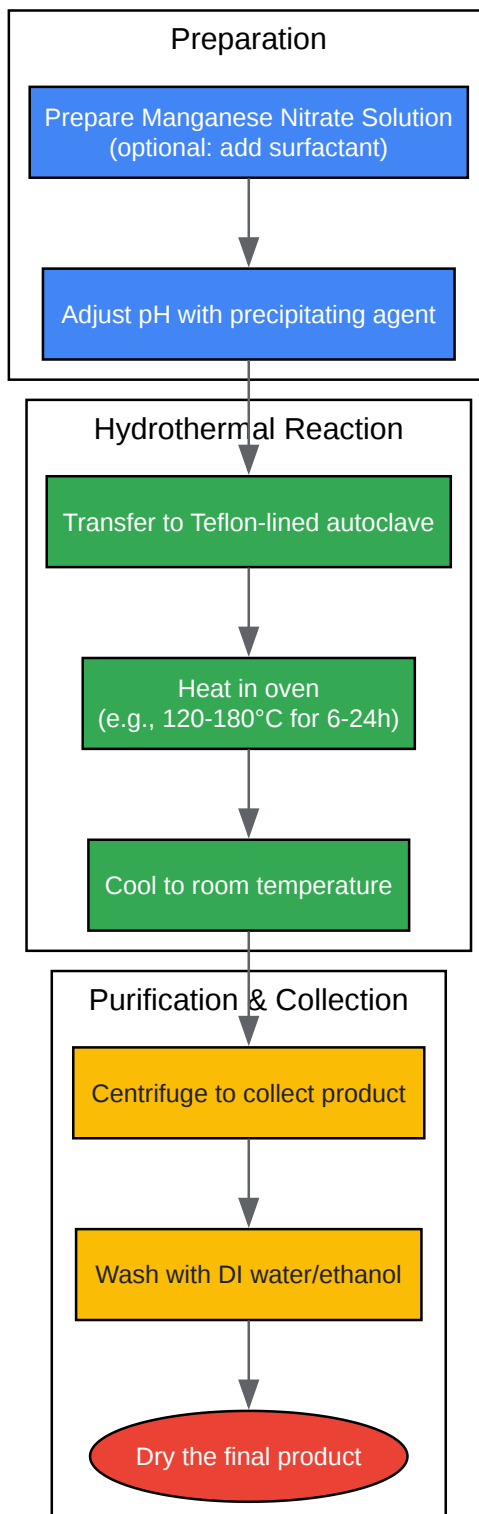 Preparation
Prepare Manganese Nitrate Solution
(optional: add surfactant)
Adjust pH with precipitating agent
Hydrothermal Reaction
Transfer to Teflon-lined autoclave
Heat in oven
(e.g., 120-180°C for 6-24h)
Cool to room temperature
Purification & Collection
Centrifuge to collect product
Wash with DI water/ethanol
Dry the final product